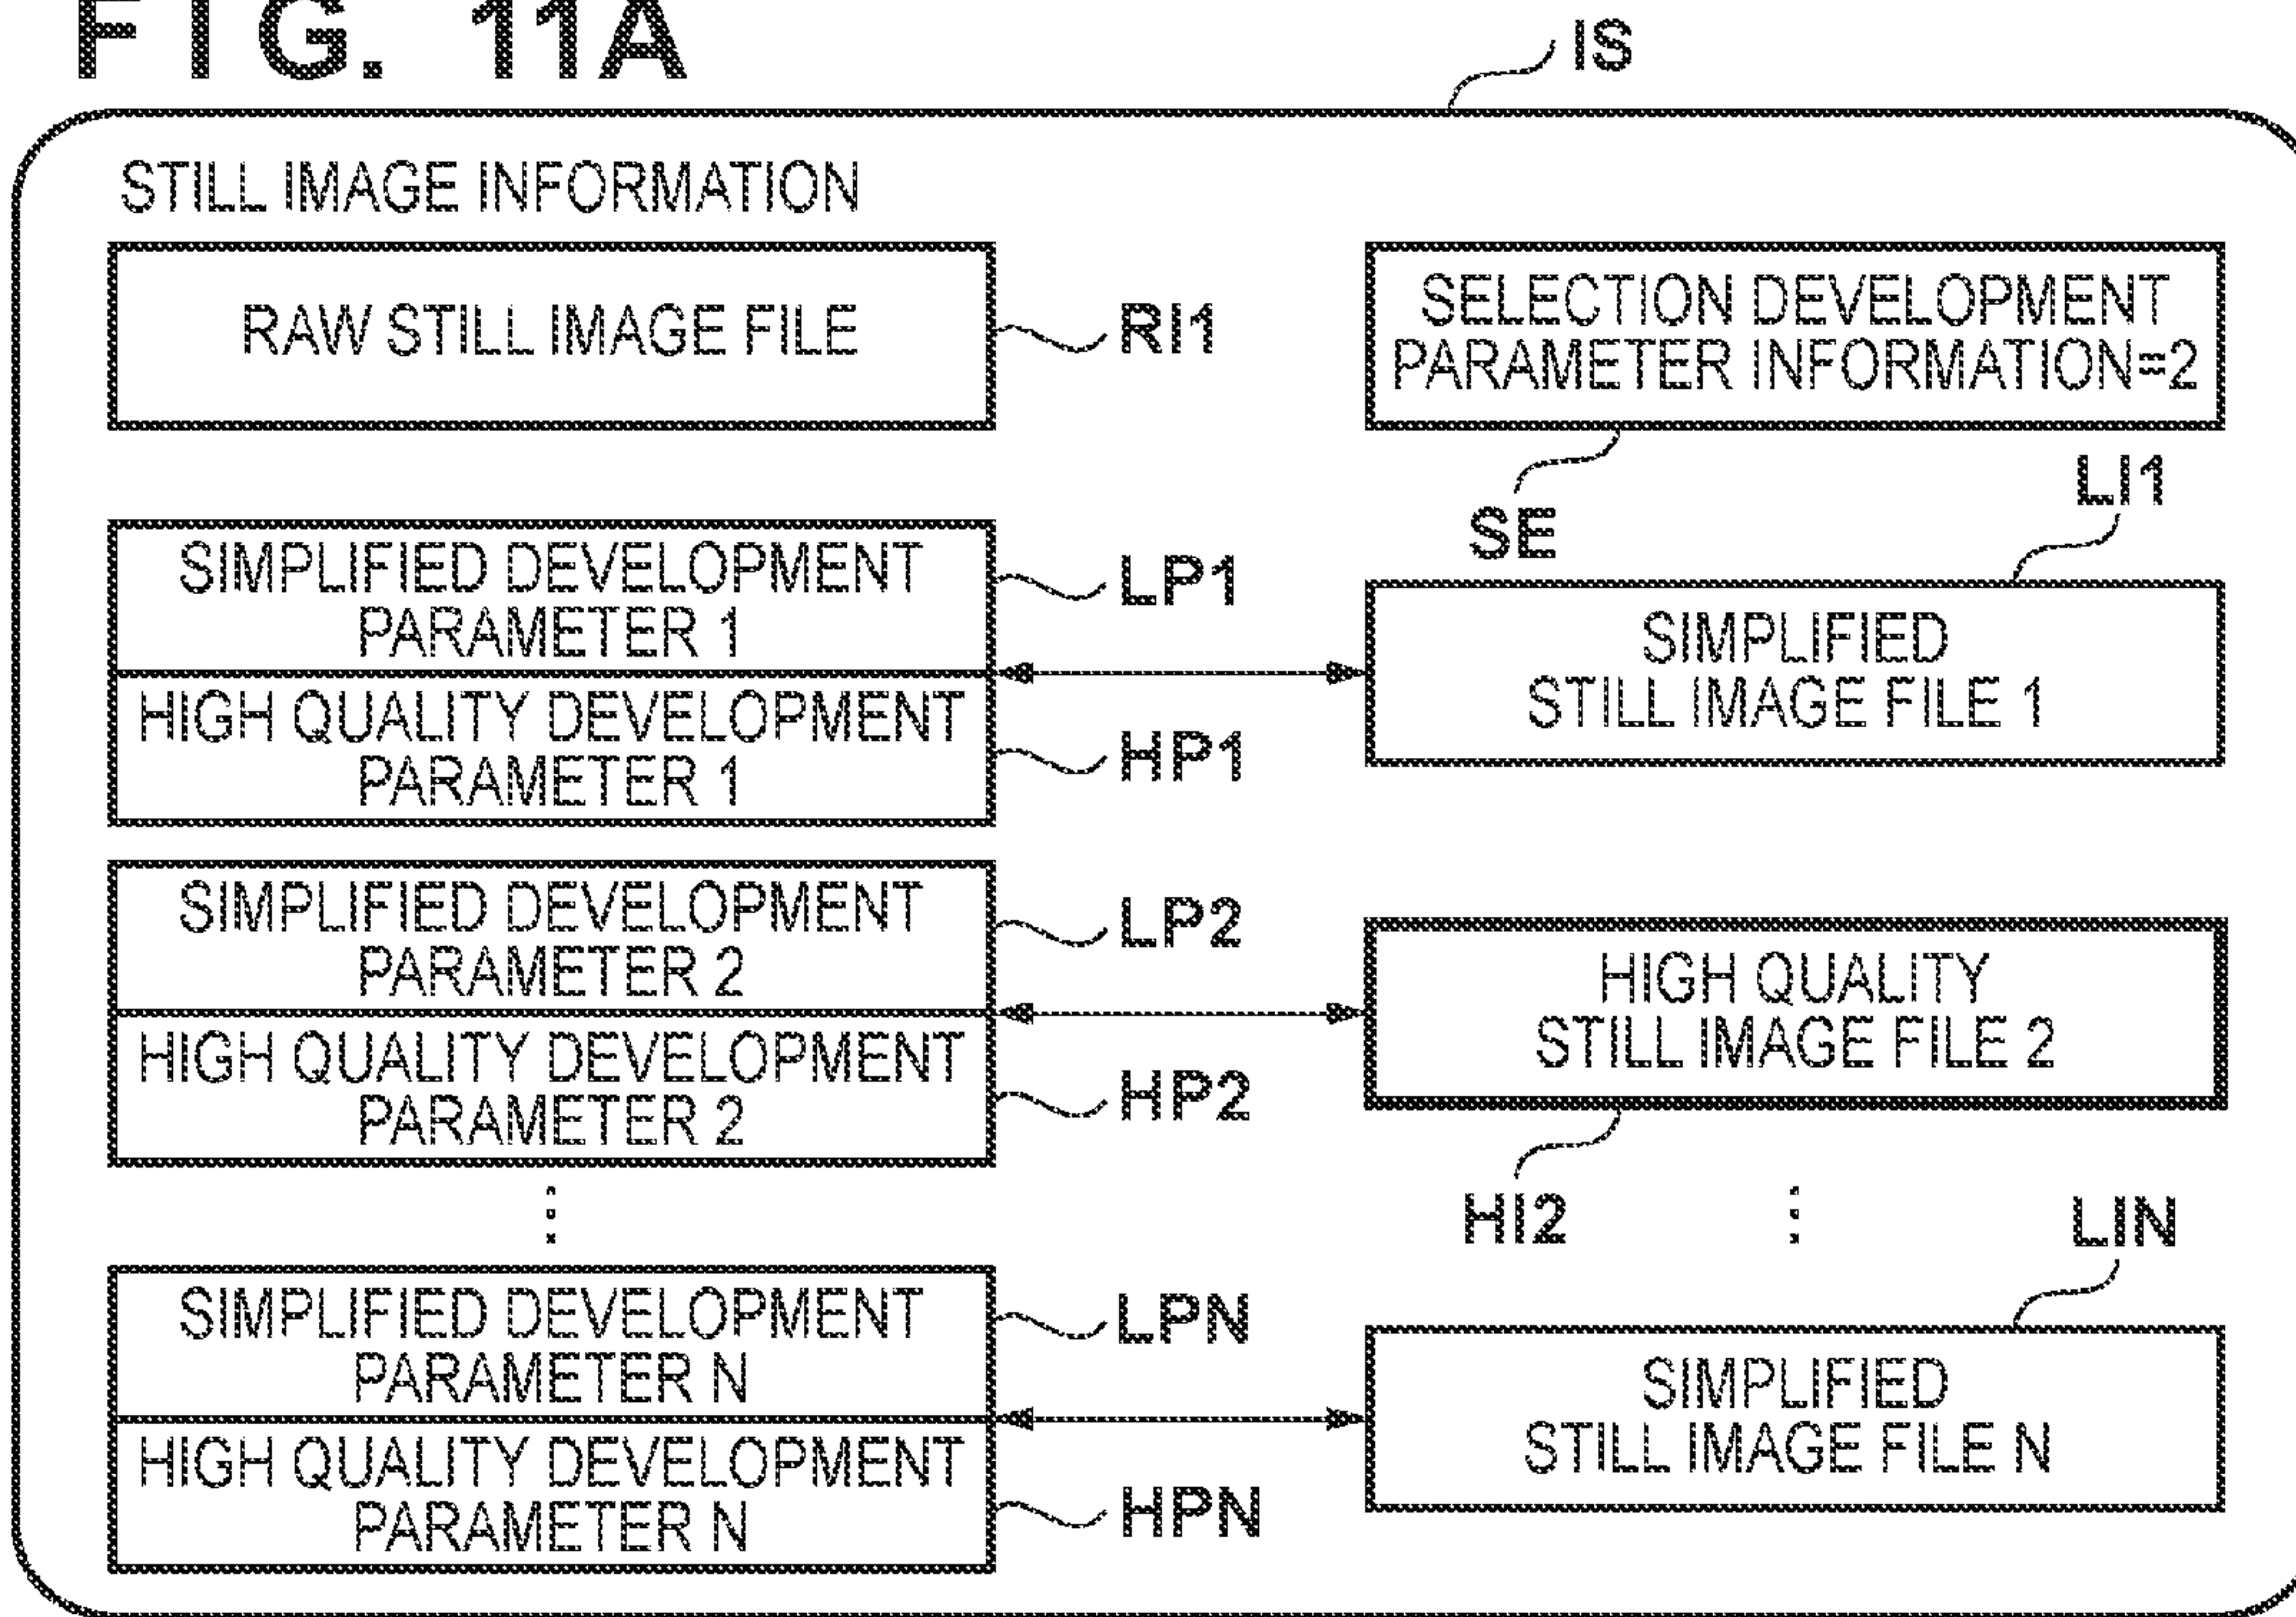 FIG. 11A
IS
STILL IMAGE INFORMATION
RAW STILL IMAGE FILE
RI1
SELECTION DEVELOPMENT
PARAMETER INFORMATION=2
SE
LI1
SIMPLIFIED DEVELOPMENT
PARAMETER 1
LP1
HIGH QUALITY DEVELOPMENT
PARAMETER 1
HP1
SIMPLIFIED
STILL IMAGE FILE 1
SIMPLIFIED DEVELOPMENT
PARAMETER 2
LP2
HIGH QUALITY DEVELOPMENT
PARAMETER 2
HP2
HIGH QUALITY
STILL IMAGE FILE 2
HI2
LIN
SIMPLIFIED DEVELOPMENT
PARAMETER N
LPN
HIGH QUALITY DEVELOPMENT
PARAMETER N
HPN
SIMPLIFIED
STILL IMAGE FILE N